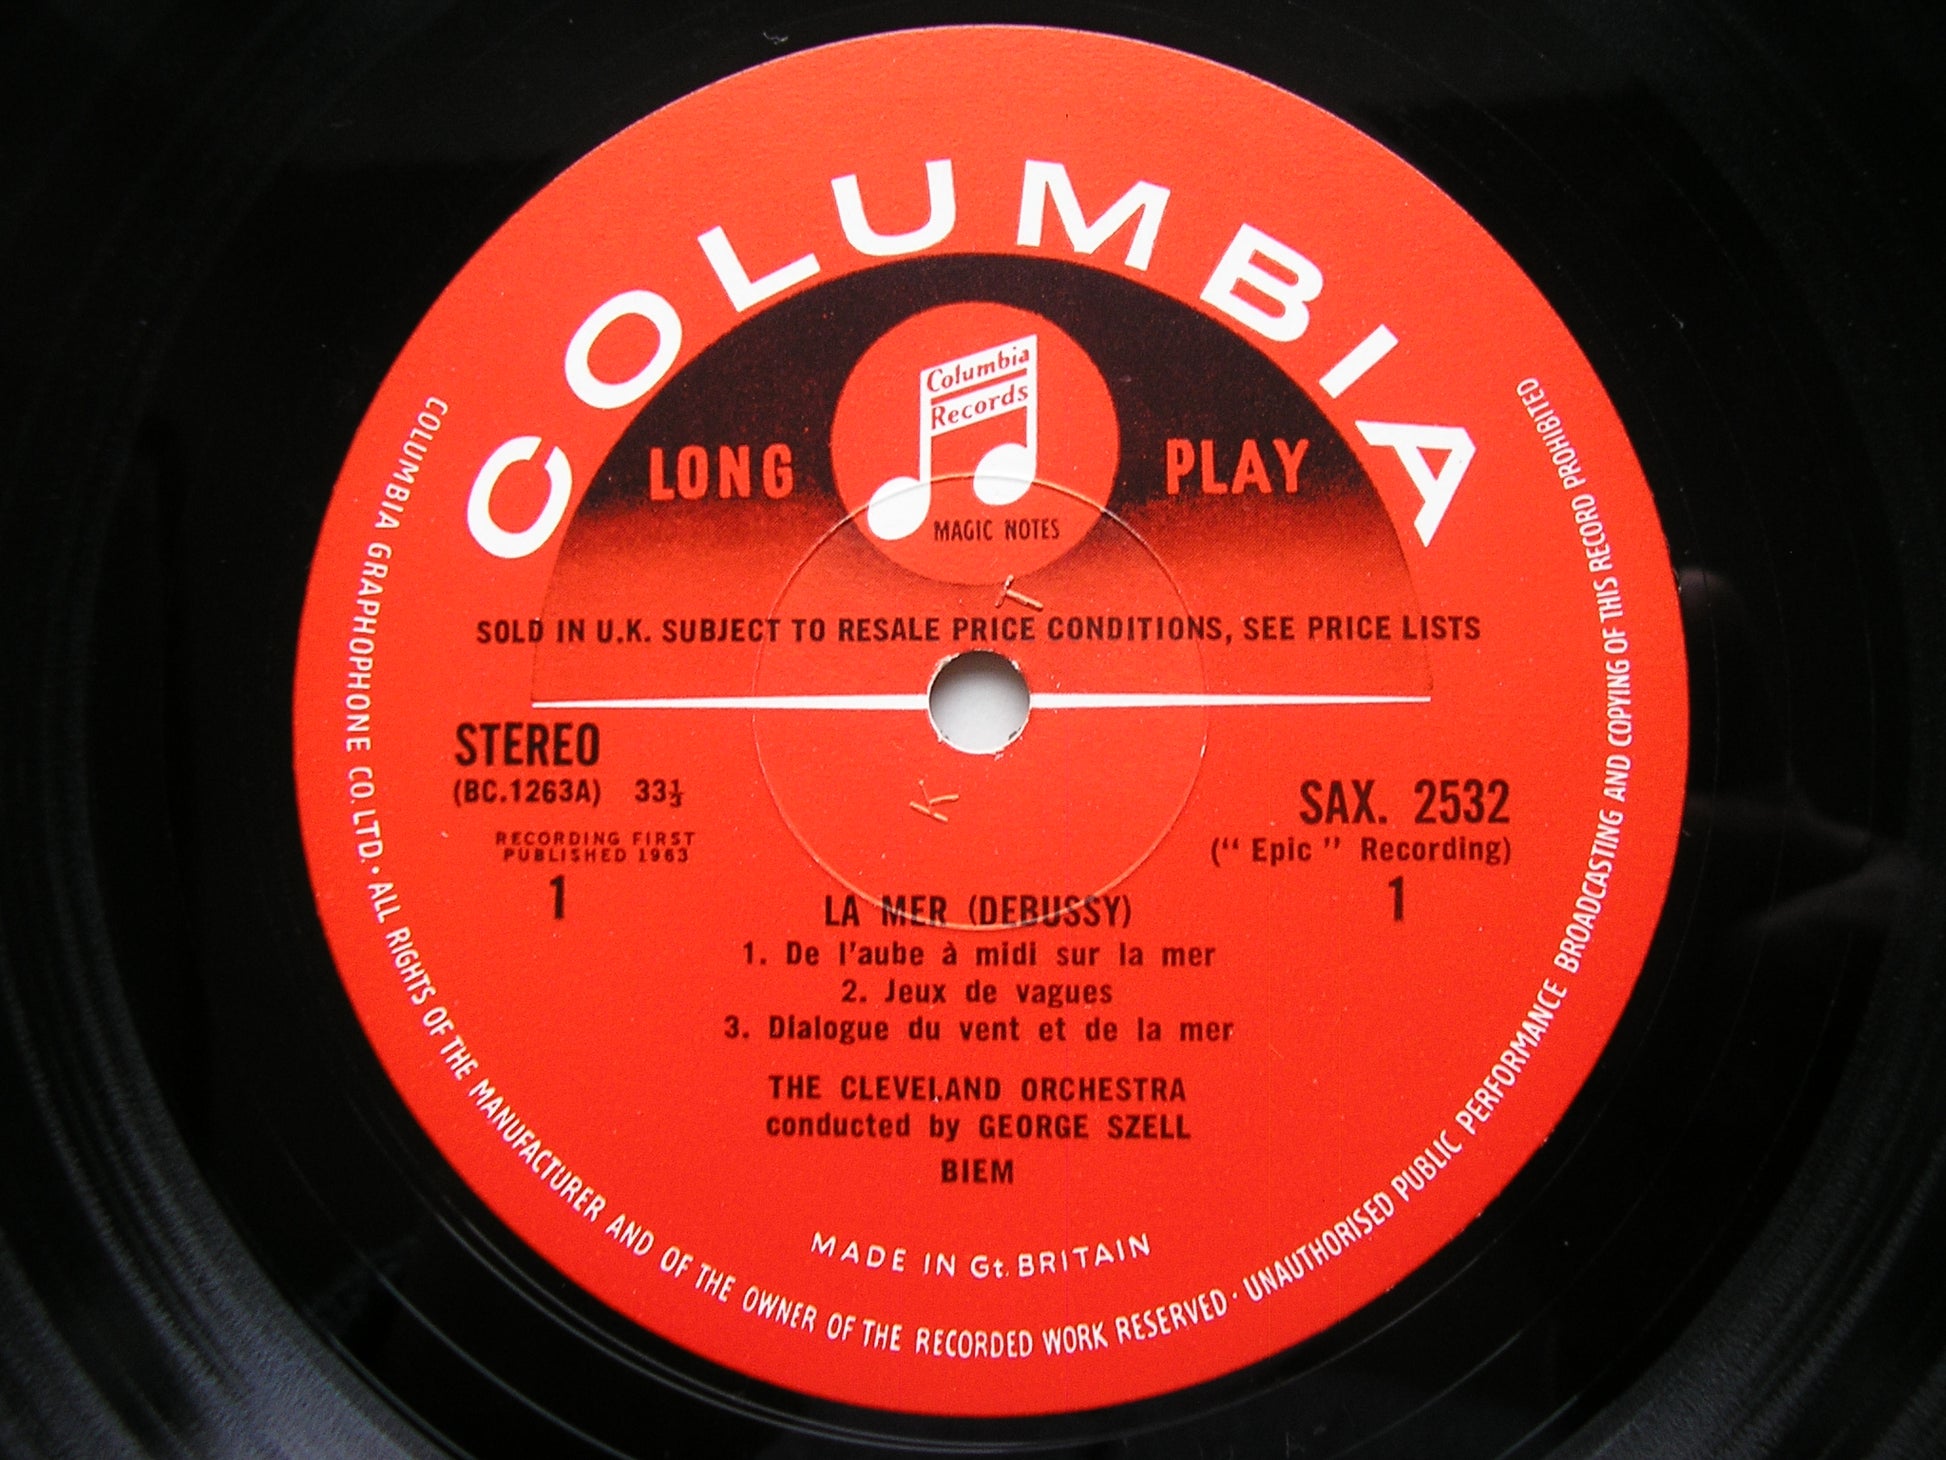 COLUMBIA
Columbia
Records
LONG PLAY
MAGIC NOTES
SOLD IN U.K. SUBJECT TO RESALE PRICE CONDITIONS, SEE PRICE LISTS
STEREO
(BC.1263A) 33⅓
RECORDING FIRST
PUBLISHED 1963
1
SAX. 2532
("Epic" Recording)
1
K T
LA MER (DEBUSSY)
1. De l'aube à midi sur la mer
2. Jeux de vagues
3. Dialogue du vent et de la mer
THE CLEVELAND ORCHESTRA
conducted by GEORGE SZELL
BIEM
MADE IN Gt. BRITAIN
COLUMBIA GRAPHOPHONE CO. LTD. • ALL RIGHTS OF THE MANUFACTURER AND OF THE OWNER OF THE RECORDED WORK RESERVED · UNAUTHORISED PUBLIC PERFORMANCE BROADCASTING AND COPYING OF THIS RECORD PROHIBITED